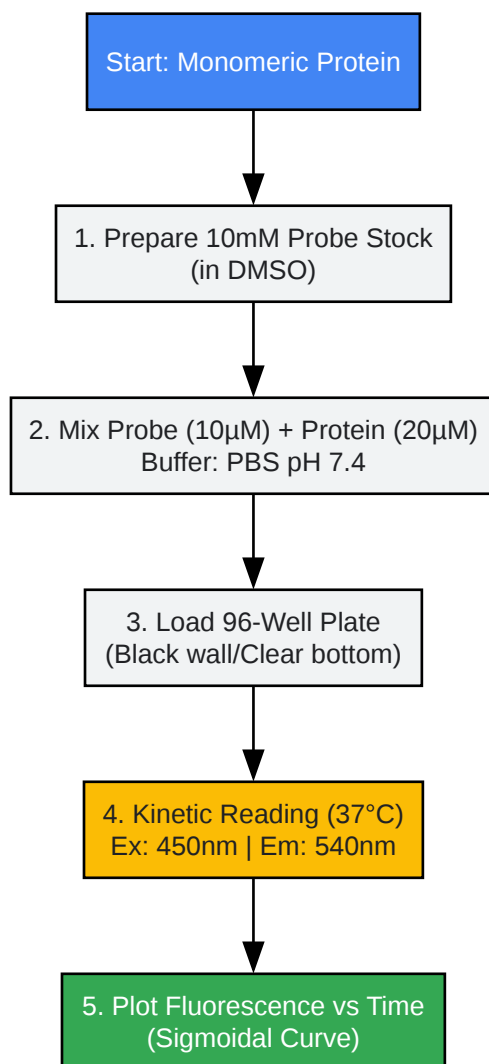 Start: Monomeric Protein
1. Prepare 10mM Probe Stock
(in DMSO)
2. Mix Probe (10µM) + Protein (20µM)
Buffer: PBS pH 7.4
3. Load 96-Well Plate
(Black wall/Clear bottom)
4. Kinetic Reading (37°C)
Ex: 450nm | Em: 540nm
5. Plot Fluorescence vs Time
(Sigmoidal Curve)